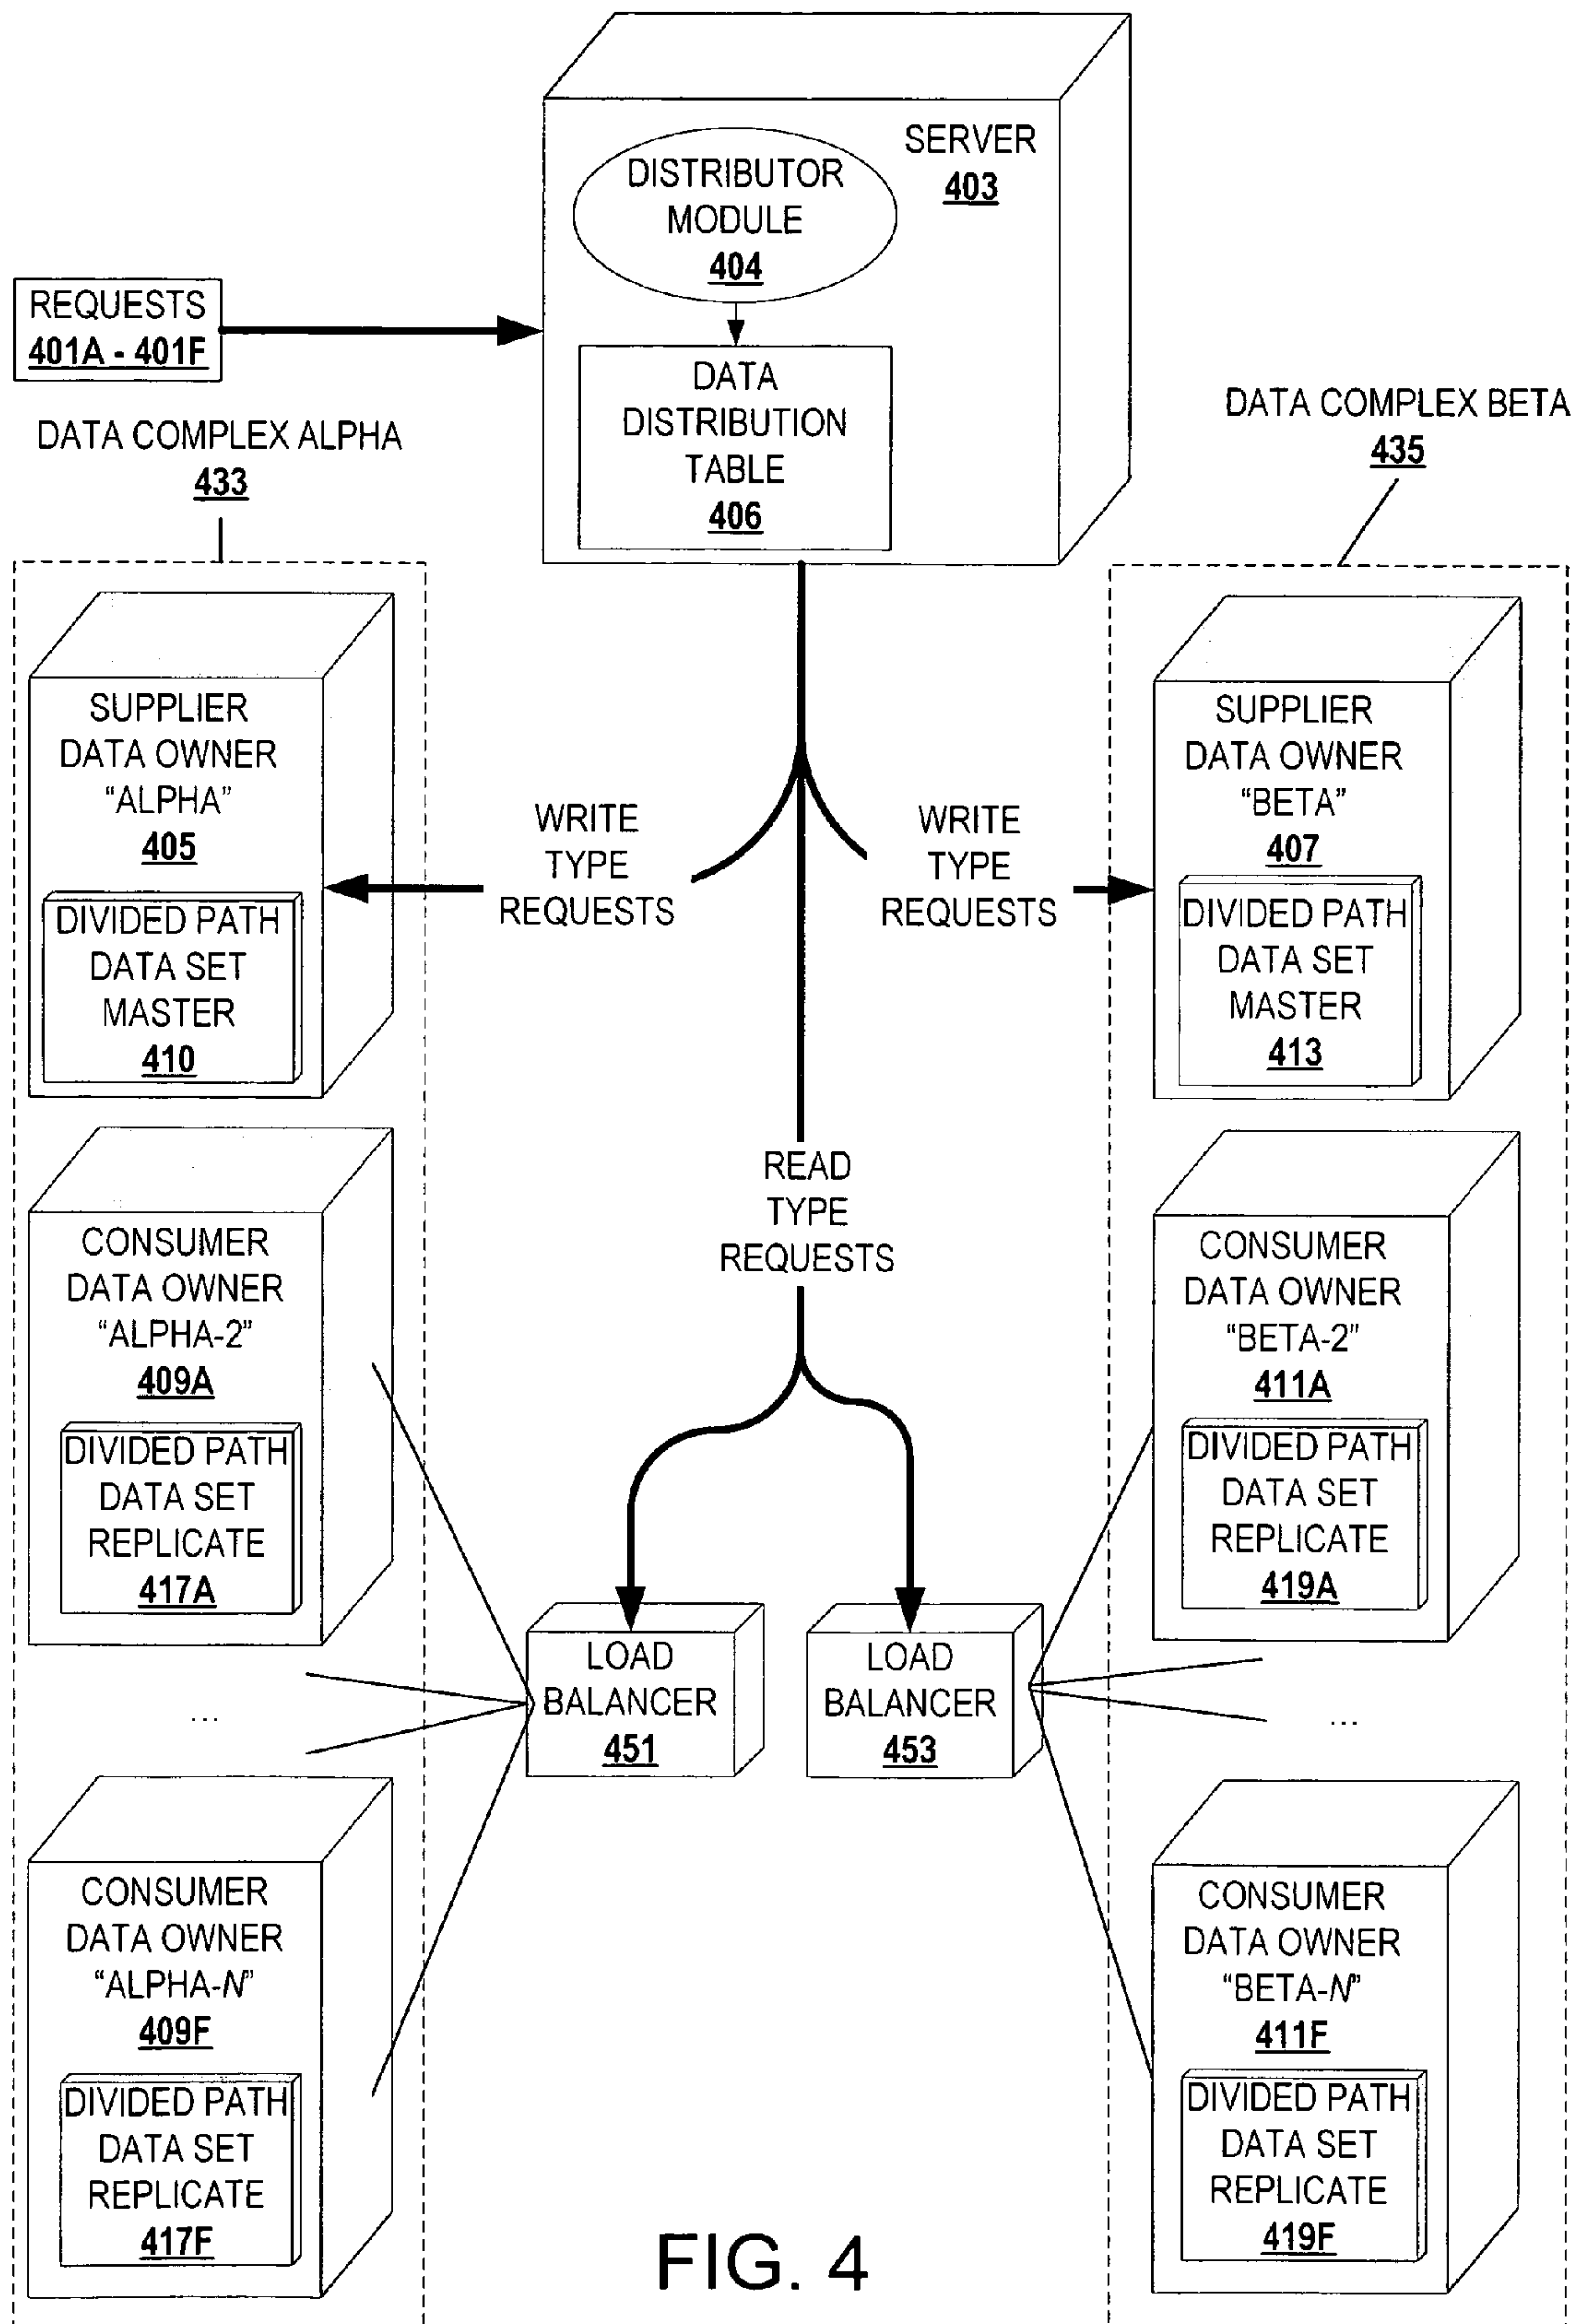 SERVER
403
DISTRIBUTOR
MODULE
404
REQUESTS
401A - 401F
DATA
DISTRIBUTION
TABLE
406
DATA COMPLEX ALPHA
433
DATA COMPLEX BETA
435
SUPPLIER
DATA OWNER
“ALPHA”
405
DIVIDED PATH
DATA SET
MASTER
410
WRITE
TYPE
REQUESTS
WRITE
TYPE
REQUESTS
SUPPLIER
DATA OWNER
“BETA”
407
DIVIDED PATH
DATA SET
MASTER
413
READ
TYPE
REQUESTS
CONSUMER
DATA OWNER
“ALPHA-2”
409A
DIVIDED PATH
DATA SET
REPLICATE
417A
CONSUMER
DATA OWNER
“BETA-2”
411A
DIVIDED PATH
DATA SET
REPLICATE
419A
LOAD
BALANCER
451
LOAD
BALANCER
453
...
...
CONSUMER
DATA OWNER
“ALPHA-N”
409F
DIVIDED PATH
DATA SET
REPLICATE
417F
CONSUMER
DATA OWNER
“BETA-N”
411F
DIVIDED PATH
DATA SET
REPLICATE
419F
FIG. 4